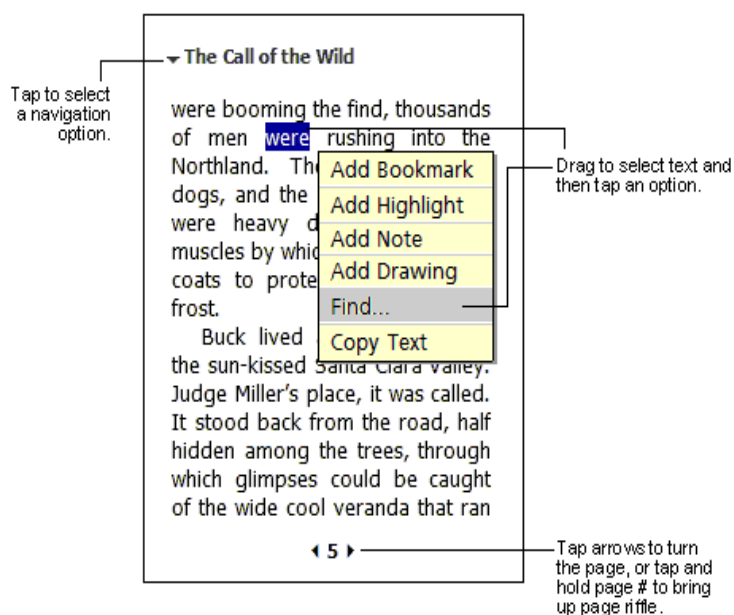 The Call of the Wild
Tap to select
a navigation
option.
were booming the find, thousands
of men were rushing into the
Northland. The
dogs, and the
were heavy d
muscles by whic
coats to prote
frost.
Buck lived
the sun-kissed Santa Clara Valley.
Judge Miller's place, it was called.
It stood back from the road, half
hidden among the trees, through
which glimpses could be caught
of the wide cool veranda that ran
Add Bookmark
Add Highlight
Add Note
Add Drawing
Find...
Copy Text
Drag to select text and
then tap an option.
5
Tap arrows to turn
the page, or tap and
hold page # to bring
up page riffle.